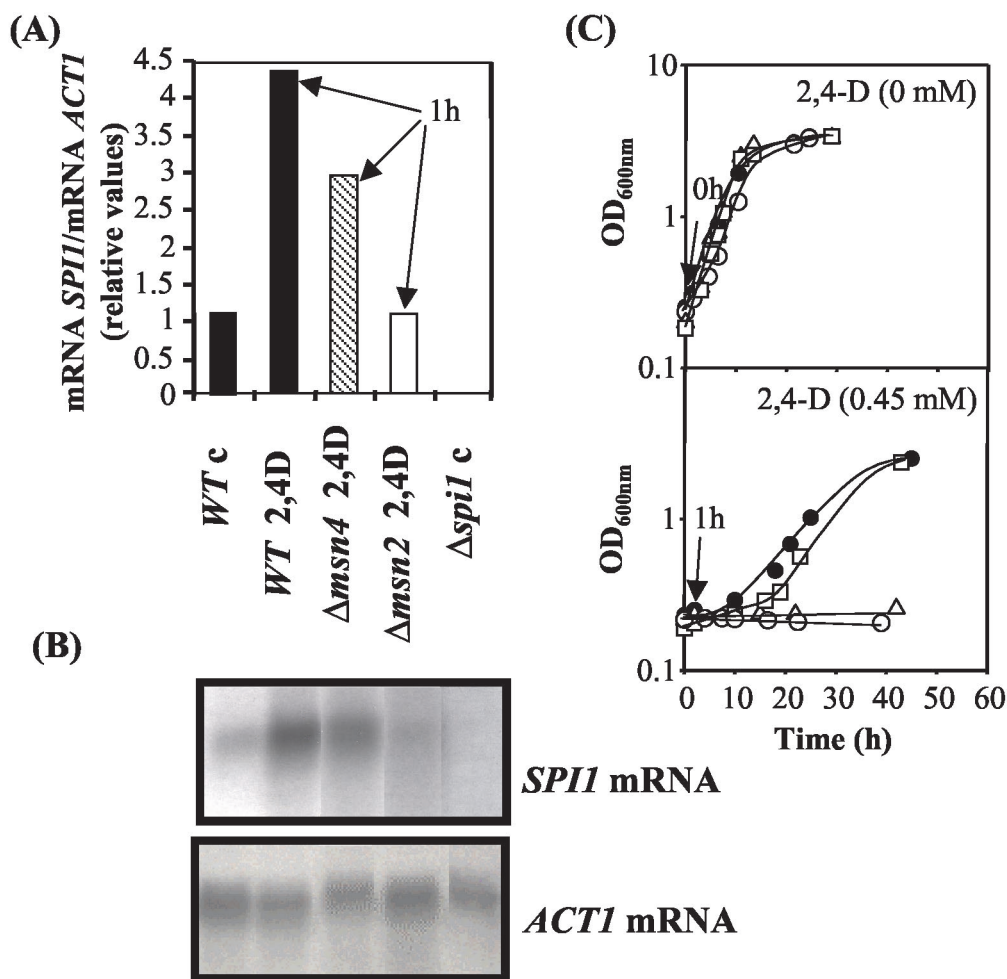 (A)
mRNA SPI1/mRNA ACT1
(relative values)
4.5
4
3.5
3
2.5
2
1.5
1
0.5
0
1h
WT c
WT 2,4D
Δmsn4 2,4D
Δmsn2 2,4D
Δspi1 c
(B)
SPI1 mRNA
ACT1 mRNA
(C)
2,4-D (0 mM)
OD600nm
10
1
0.1
0h
2,4-D (0.45 mM)
OD600nm
1
0.1
1h
0 10 20 30 40 50 60
Time (h)